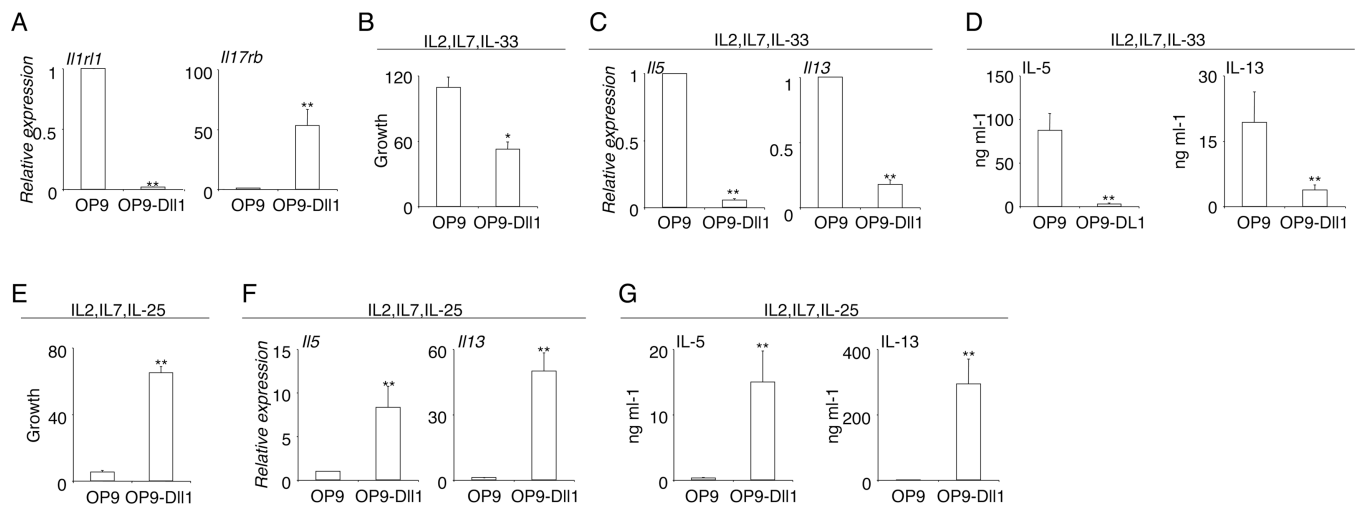 A
Il1rl1
Il17rb
Relative expression
1
0.5
0
OP9 OP9-Dll1
100
50
0
**
**
OP9 OP9-Dll1
B
IL2,IL7,IL-33
Growth
120
60
0
*
OP9 OP9-Dll1
C
IL2,IL7,IL-33
Il5
Il13
Relative expression
1
0.5
0
**
OP9 OP9-Dll1
1
0.5
0
**
OP9 OP9-Dll1
D
IL2,IL7,IL-33
IL-5
ng ml-1
150
100
50
0
**
OP9 OP9-DL1
IL-13
ng ml-1
30
15
0
**
OP9 OP9-Dll1
E
IL2,IL7,IL-25
Growth
80
40
0
**
OP9 OP9-Dll1
F
IL2,IL7,IL-25
Il5
Relative expression
15
10
5
0
**
OP9 OP9-Dll1
Il13
60
30
0
**
OP9 OP9-Dll1
G
IL2,IL7,IL-25
IL-5
ng ml-1
20
10
0
**
OP9 OP9-Dll1
IL-13
ng ml-1
400
200
0
**
OP9 OP9-Dll1